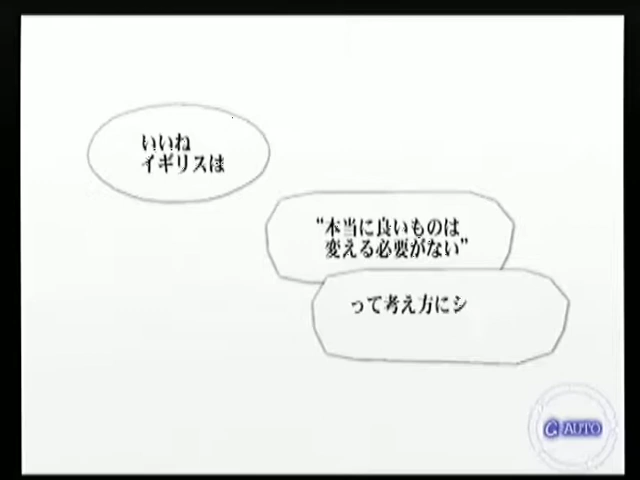 いいね
イギリスは
“本当に良いものは
変える必要がない”
って考え方にシ
G AUTO